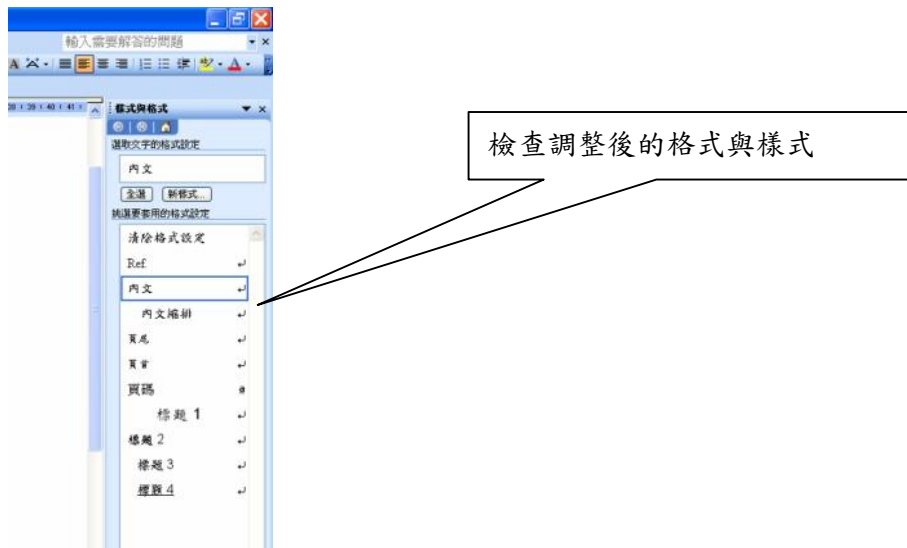 輸入需要解答的問題
39 40 41
樣式與格式
選取文字的格式設定
內文
全選 新樣式...
挑選要套用的格式設定
清除格式設定
Ref
內文
內文縮排
頁尾
頁首
頁碼
標題 1
標題 2
標題 3
標題 4
檢查調整後的格式與樣式